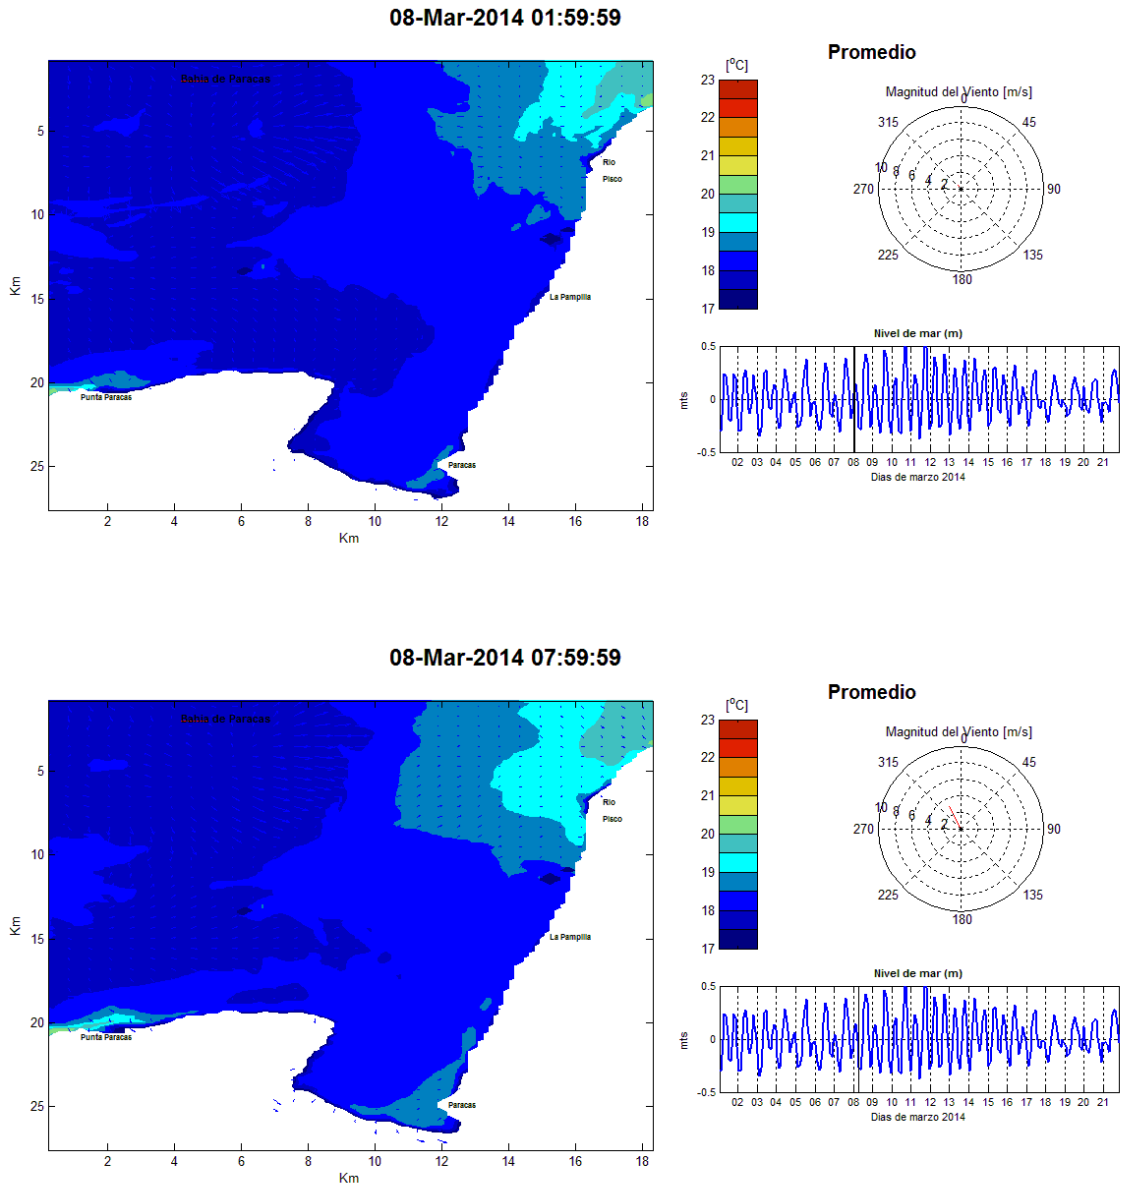 08-Mar-2014 01:59:59
Bahia de Paracas
5
10
15
20
25
Km
2 4 6 8 10 12 14 16 18
Km
Rio
Pisco
La Pampilla
Punta Paracas
Paracas
[°C]
23
22
21
20
19
18
17
Promedio
Magnitud del Viento [m/s]
0
315 45
10 8 6 4 2
270 90
225 135
180
Nivel de mar (m)
0.5
0
-0.5
mts
02 03 04 05 06 07 08 09 10 11 12 13 14 15 16 17 18 19 20 21
Dias de marzo 2014
08-Mar-2014 07:59:59
Bahia de Paracas
5
10
15
20
25
Km
2 4 6 8 10 12 14 16 18
Km
Rio
Pisco
La Pampilla
Punta Paracas
Paracas
[°C]
23
22
21
20
19
18
17
Promedio
Magnitud del Viento [m/s]
0
315 45
10 8 6 4 2
270 90
225 135
180
Nivel de mar (m)
0.5
0
-0.5
mts
02 03 04 05 06 07 08 09 10 11 12 13 14 15 16 17 18 19 20 21
Dias de marzo 2014